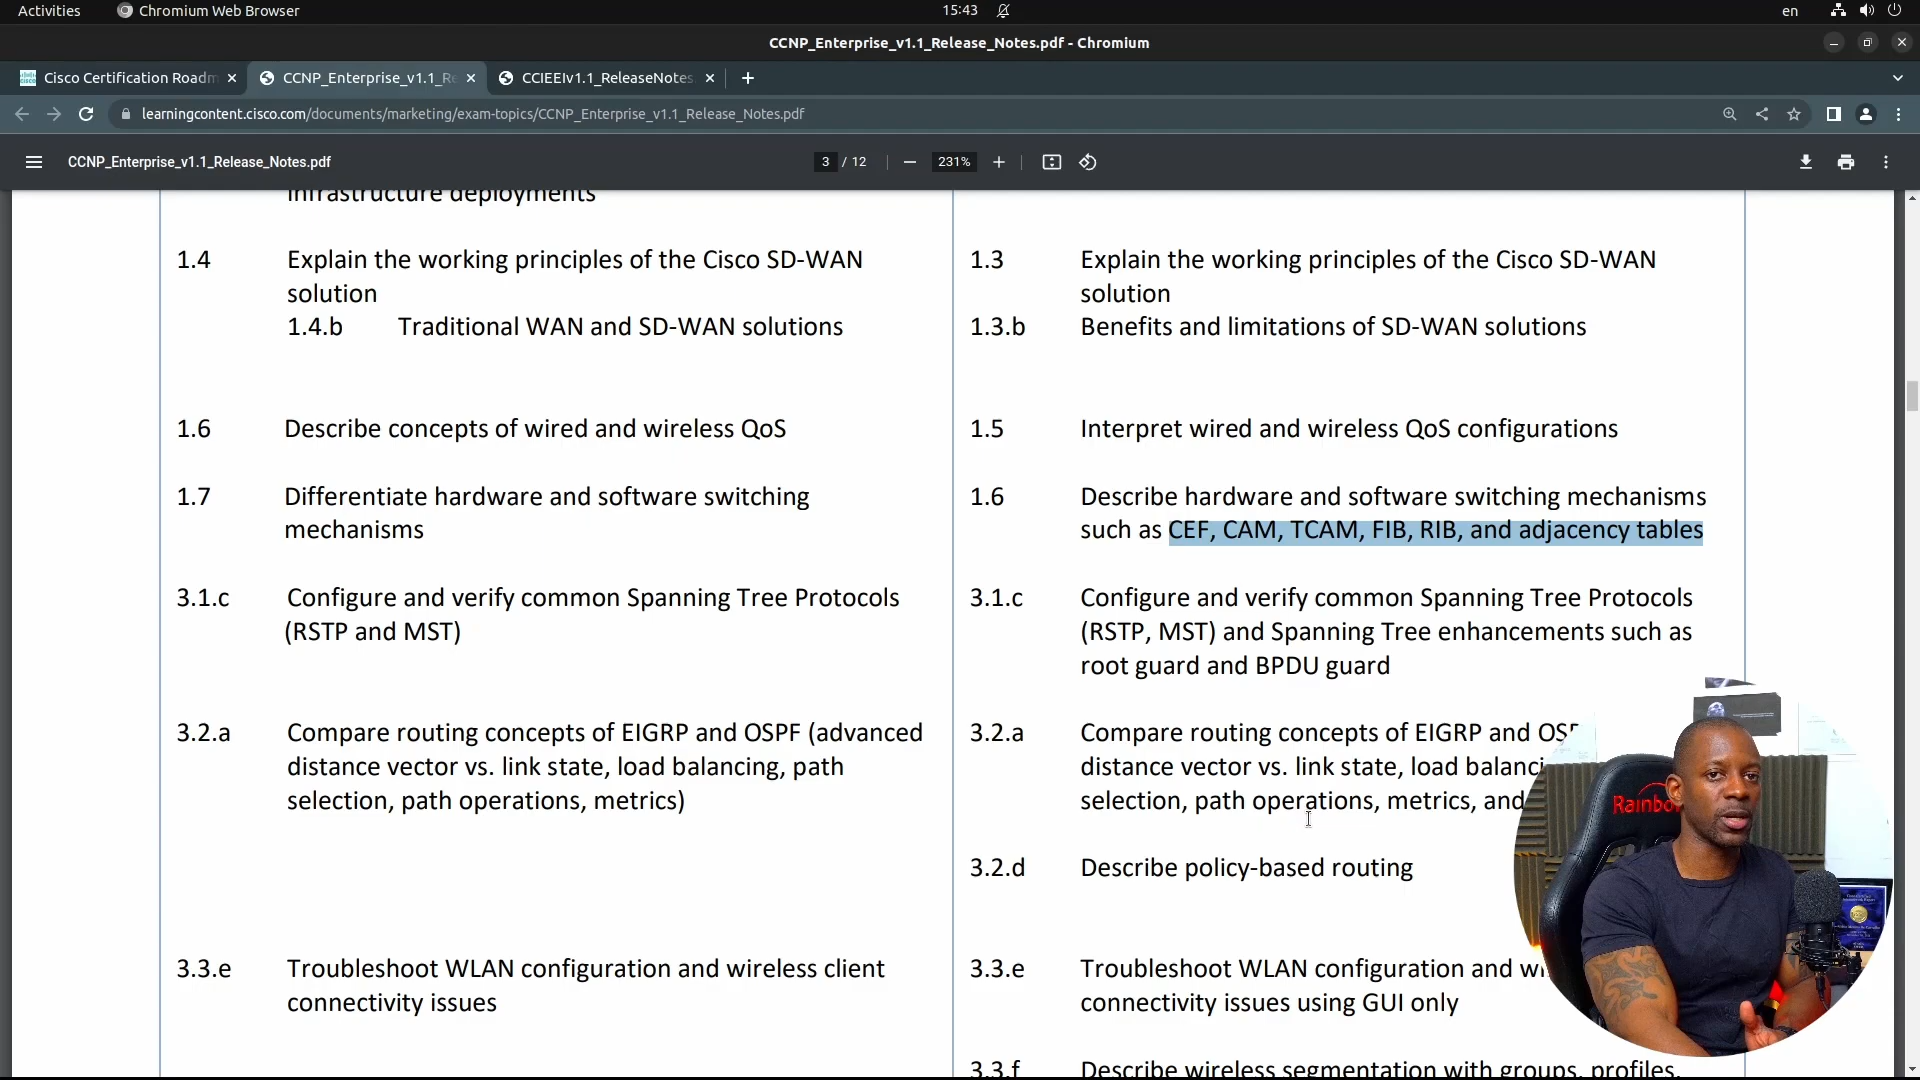 Activities
Chromium Web Browser
15:43
en
CCNP_Enterprise_v1.1_Release_Notes.pdf - Chromium
Cisco Certification Roadm
CCNP_Enterprise_v1.1_Re
CCIEEIv1.1_ReleaseNotes
learningcontent.cisco.com/documents/marketing/exam-topics/CCNP_Enterprise_v1.1_Release_Notes.pdf
CCNP_Enterprise_v1.1_Release_Notes.pdf
3 / 12
231%
infrastructure deployments
1.4 Explain the working principles of the Cisco SD-WAN
solution
1.4.b Traditional WAN and SD-WAN solutions
1.6 Describe concepts of wired and wireless QoS
1.7 Differentiate hardware and software switching
mechanisms
3.1.c Configure and verify common Spanning Tree Protocols
(RSTP and MST)
3.2.a Compare routing concepts of EIGRP and OSPF (advanced
distance vector vs. link state, load balancing, path
selection, path operations, metrics)
3.3.e Troubleshoot WLAN configuration and wireless client
connectivity issues
1.3 Explain the working principles of the Cisco SD-WAN
solution
1.3.b Benefits and limitations of SD-WAN solutions
1.5 Interpret wired and wireless QoS configurations
1.6 Describe hardware and software switching mechanisms
such as CEF, CAM, TCAM, FIB, RIB, and adjacency tables
3.1.c Configure and verify common Spanning Tree Protocols
(RSTP, MST) and Spanning Tree enhancements such as
root guard and BPDU guard
3.2.a Compare routing concepts of EIGRP and OSP
distance vector vs. link state, load balanci
selection, path operations, metrics, and
3.2.d Describe policy-based routing
3.3.e Troubleshoot WLAN configuration and wi
connectivity issues using GUI only
3.3.f Describe wireless segmentation with groups, profiles,
Rainbo